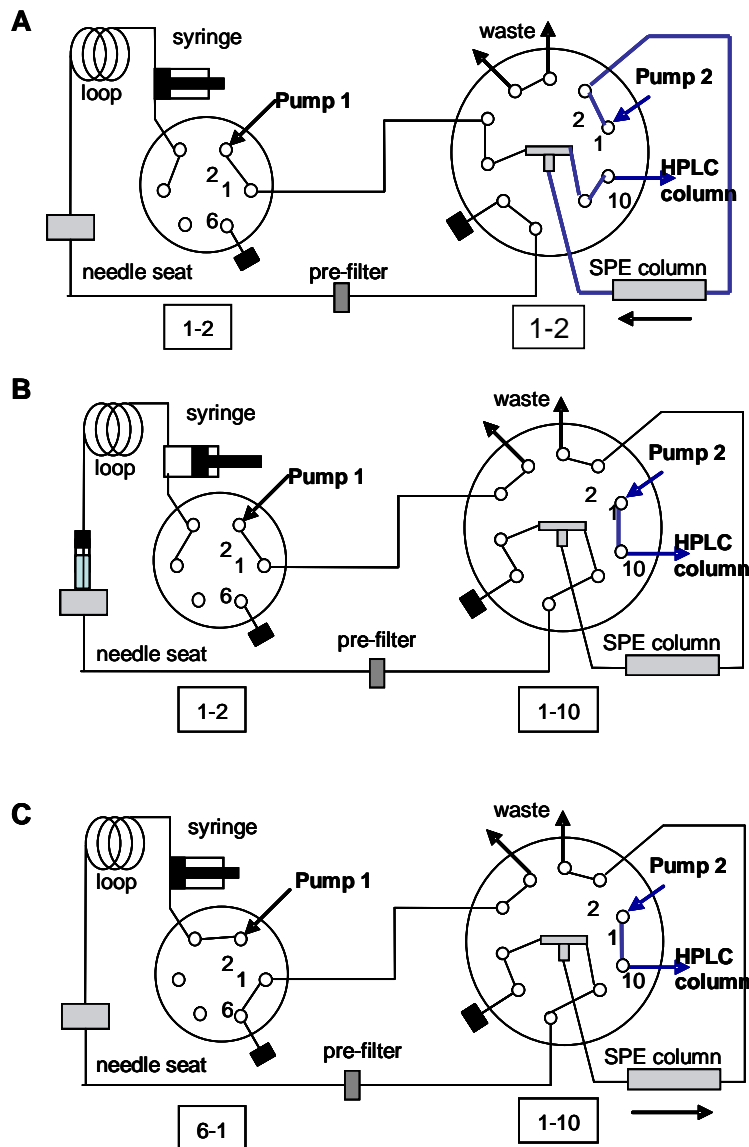 A
syringe
loop
Pump 1
2
1
6
needle seat
pre-filter
1-2
waste
Pump 2
2
1
HPLC
column
10
SPE column
1-2
B
syringe
loop
Pump 1
2
1
6
needle seat
pre-filter
1-2
waste
Pump 2
2
1
HPLC
column
10
SPE column
1-10
C
syringe
loop
Pump 1
2
1
6
needle seat
pre-filter
6-1
waste
Pump 2
2
1
HPLC
column
10
SPE column
1-10